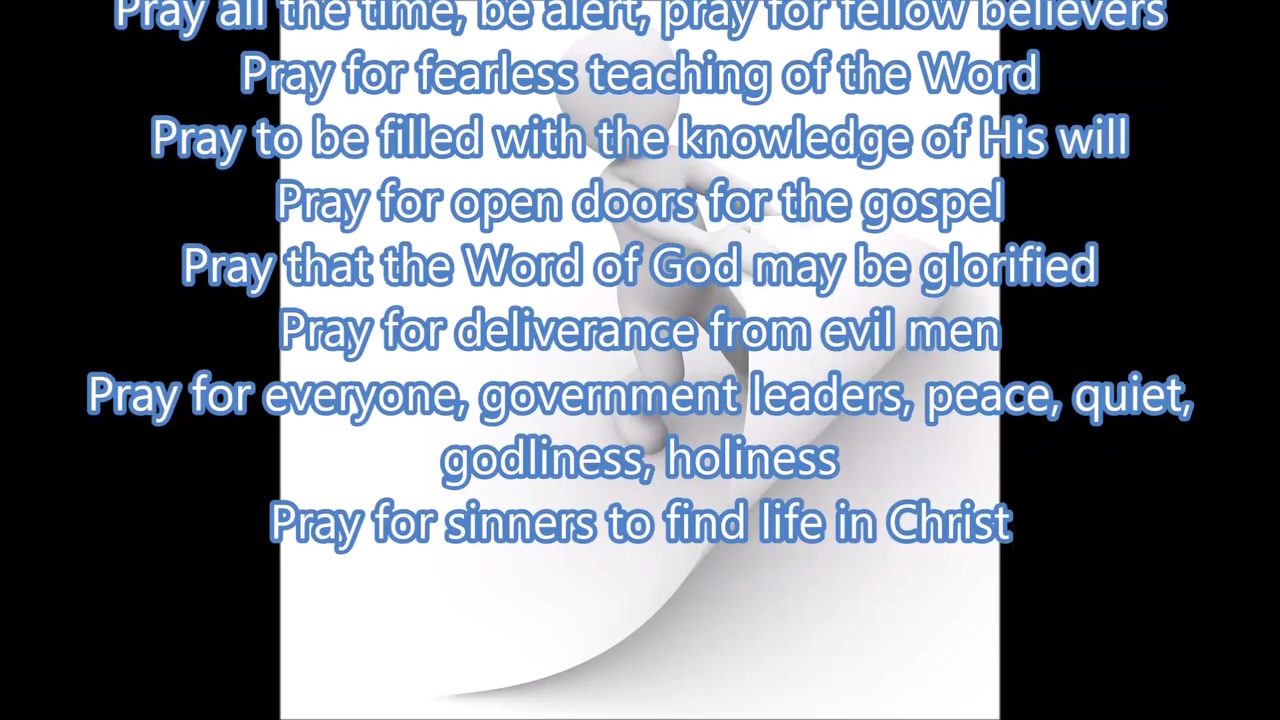 Pray all the time, be alert, pray for fellow believers
Pray for fearless teaching of the Word
Pray to be filled with the knowledge of His will
Pray for open doors for the gospel
Pray that the Word of God may be glorified
Pray for deliverance from evil men
Pray for everyone, government leaders, peace, quiet,
godliness, holiness
Pray for sinners to find life in Christ